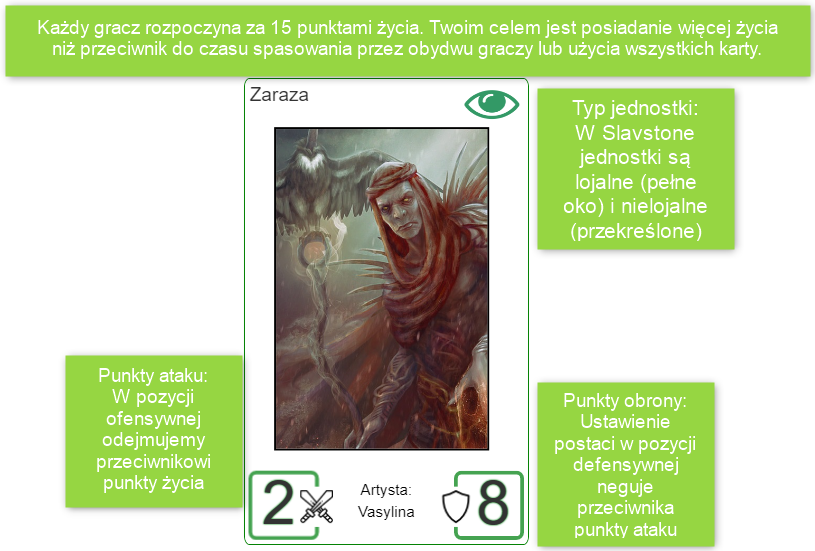 Każdy gracz rozpoczyna za 15 punktami życia. Twoim celem jest posiadanie więcej życia
niż przeciwnik do czasu spasowania przez obydwu graczy lub użycia wszystkich karty.
Zaraza
Typ jednostki:
W Slavstone
jednostki są
lojalne (pełne
oko) i nielojalne
(przekreślone)
Punkty ataku:
W pozycji
ofensywnej
odejmujemy
przeciwnikowi
punkty życia
Punkty obrony:
Ustawienie
postaci w pozycji
defensywnej
neguje
przeciwnika
punkty ataku
2
Artysta:
Vasylina
8